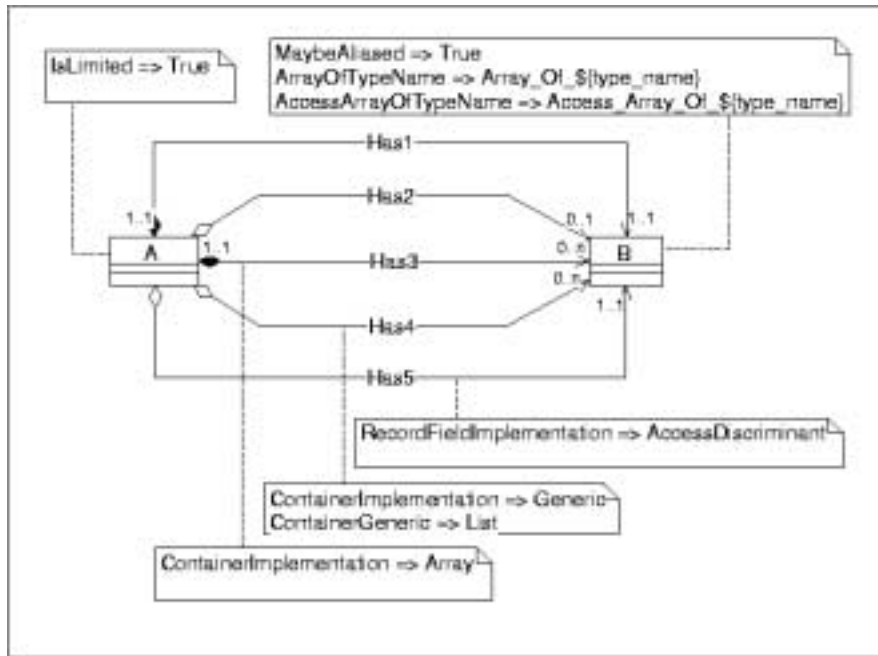 IsLimited => True
MaybeAliased => True
ArrayOfTypeName => Array_Of_${type_name}
AccessArrayOfTypeName => Access_Array_Of_${type_name}
Has1
Has2
1..1
0..1
1..1
A
1..1
Has3
0..n
B
0..n
1..1
Has4
Has5
RecordFieldImplementation => AccessDiscriminant
ContainerImplementation => Generic
ContainerGeneric => List
ContainerImplementation => Array